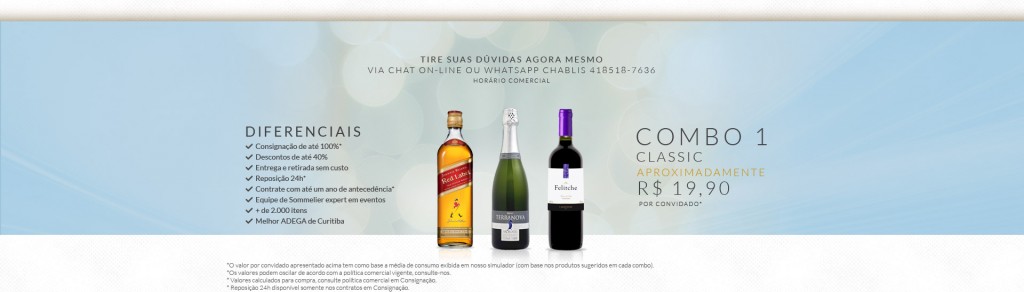 TIRE SUAS DÚVIDAS AGORA MESMO
VIA CHAT ON-LINE OU WHATSAPP CHABLIS 418518-7636
HORÁRIO COMERCIAL
DIFERENCIAIS
Consignação de até 100%*
Descontos de até 40%
Entrega e retirada sem custo
Reposição 24h*
Contrate com até um ano de antecedência*
Equipe de Sommelier expert em eventos
+ de 2.000 itens
Melhor ADEGA de Curitiba
Red Label
TERRANOVA
Felitche
COMBO 1
CLASSIC
APROXIMADAMENTE
R$ 19,90
POR CONVIDADO*
*O valor por convidado apresentado acima tem como base a média de consumo exibida em nosso simulador (com base nos produtos sugeridos em cada combo).
*Os valores podem oscilar de acordo com a política comercial vigente, consulte-nos.
* Valores calculados para compra, consulte política comercial em Consignação.
* Reposição 24h disponível somente nos contratos em Consignação.